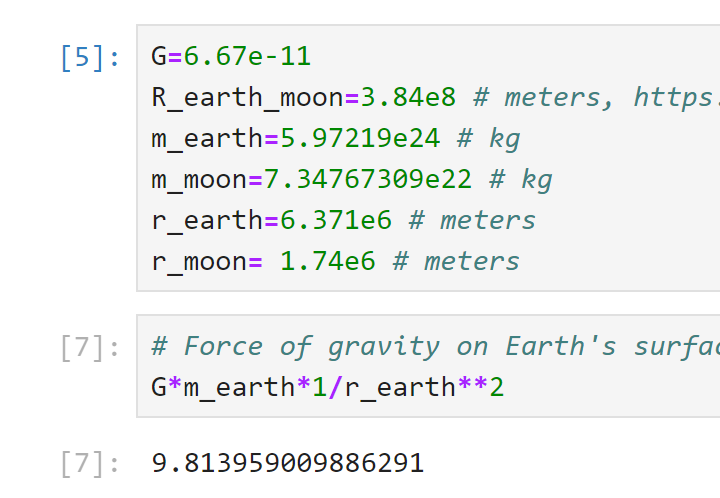 [5]: G=6.67e-11
R_earth_moon=3.84e8 # meters, https
m_earth=5.97219e24 # kg
m_moon=7.34767309e22 # kg
r_earth=6.371e6 # meters
r_moon= 1.74e6 # meters
[7]: # Force of gravity on Earth's
G*m_earth*1/r_earth**2
[7]: 9.813959009886291